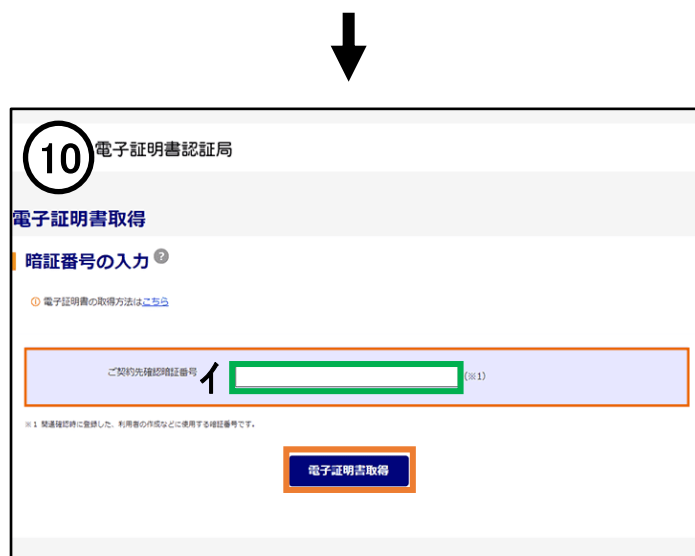 10 電子証明書認証局
電子証明書取得
暗証番号の入力 ?
電子証明書の取得方法はこちら
ご契約先確認暗証番号 イ (※1)
※1 開通確認時に登録した、利用者の作成などに使用する暗証番号です。
電子証明書取得